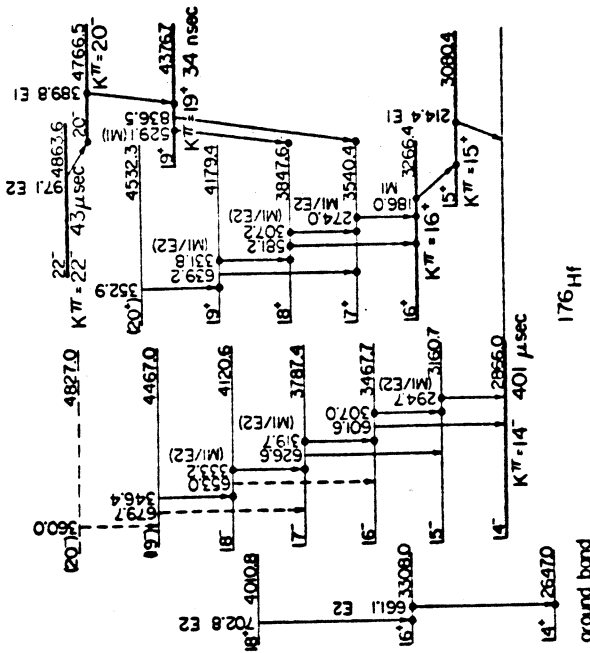 ground band
18⁺ 4010.8
702.8 E2
16⁺ 3308.0
661.1 E2
14⁺ 2647.0
(20⁻) 4827.0
360.0
(19⁻) 4467.0
679.7
346.4
18⁻ 4120.6
653.0
333.2 (M1/E2)
17⁻ 3787.4
626.6
319.7 (M1/E2)
16⁻ 3467.7
601.6
307.0
15⁻ 3160.7
294.7 (M1/E2)
14⁻ 2866.0
Kπ=14⁻ 401 μsec
Kπ=22⁻ 43 μsec
22⁻ 4863.6
97.1 E2
20⁻ 4766.5
Kπ=20⁻
389.8 E1
(20⁺) 4532.3
352.9
19⁺ 4376.7
Kπ=19⁺ 34 nsec
529.1 (M1)
836.5
19⁺ 4179.4
639.2
331.8 (M1/E2)
18⁺ 3847.6
581.2
307.2 (M1/E2)
17⁺ 3540.4
274.0 M1/E2
16⁺ 3266.4
Kπ=16⁺
186.0 M1
15⁺ 3080.4
Kπ=15⁺
214.4 E1
176Hf